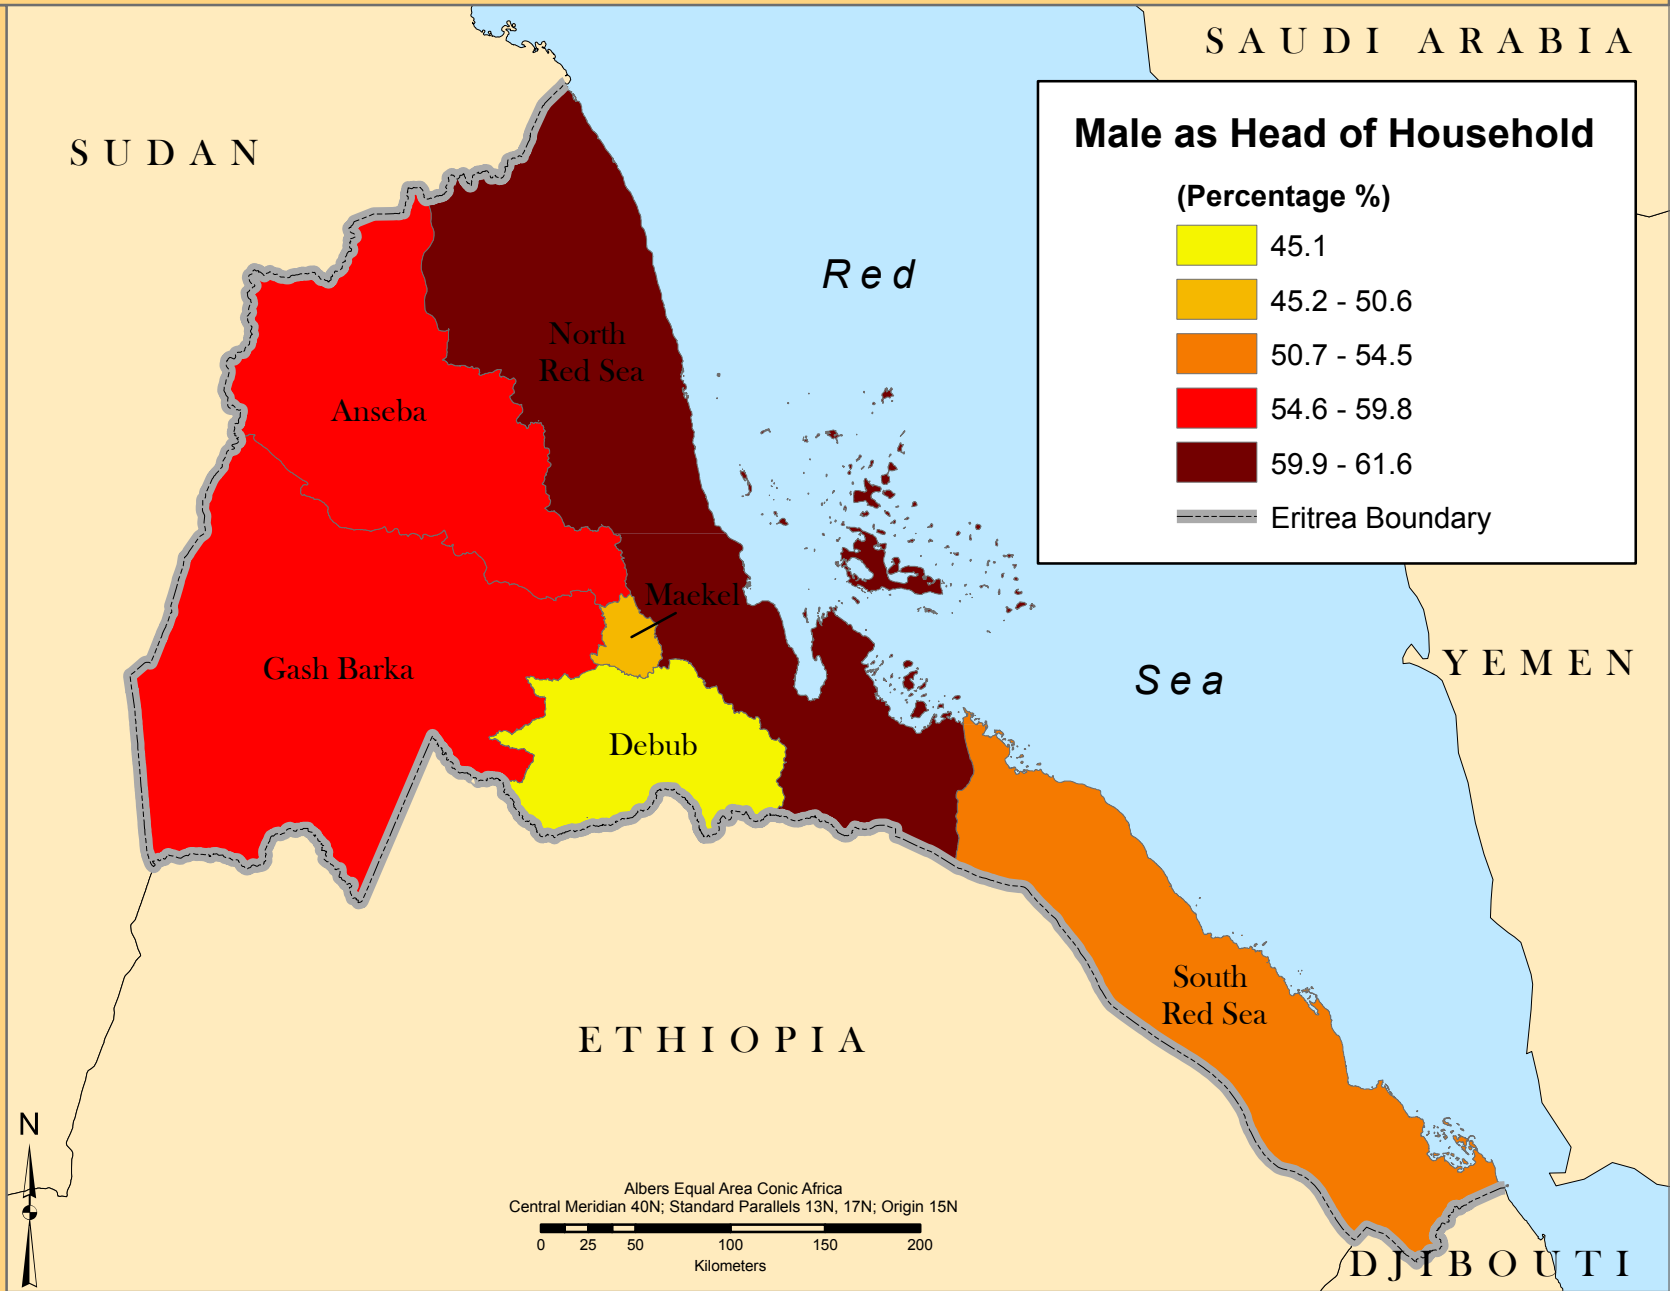 SAUDI ARABIA
SUDAN
Male as Head of Household
(Percentage %)
45.1
45.2 - 50.6
50.7 - 54.5
54.6 - 59.8
59.9 - 61.6
Eritrea Boundary
Red
Sea
North
Red Sea
Anseba
Maekel
Gash Barka
Debub
YEMEN
South
Red Sea
ETHIOPIA
DJIBOUTI
N
Albers Equal Area Conic Africa
Central Meridian 40N; Standard Parallels 13N, 17N; Origin 15N
0 25 50 100 150 200
Kilometers